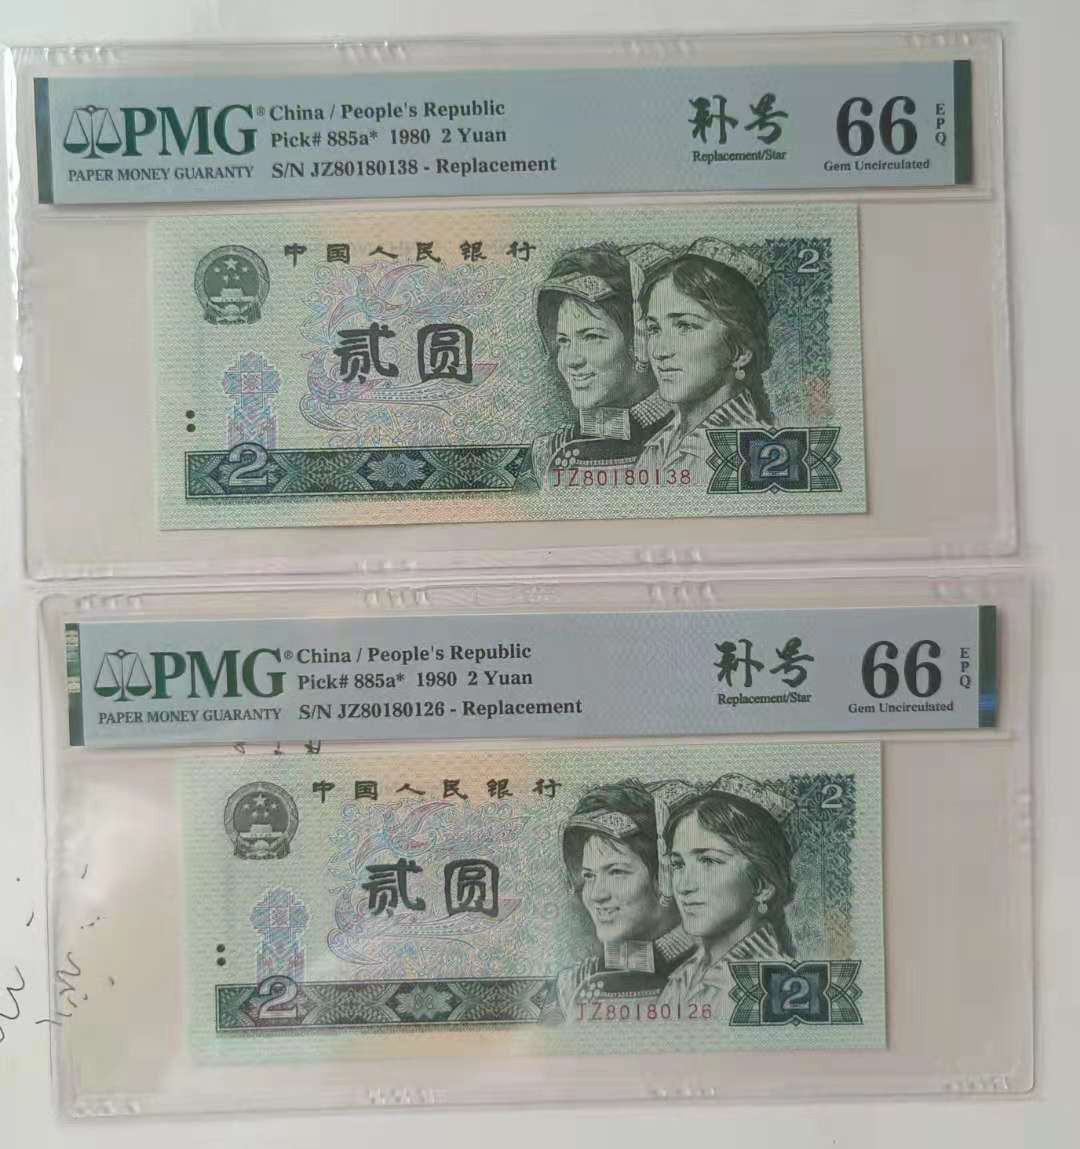 PMG® China / People's Republic
Pick# 885a* 1980 2 Yuan
PAPER MONEY GUARANTY S/N JZ80180138 - Replacement
补号
Replacement/Star
66 EPQ
Gem Uncirculated
中国人民银行
2
贰圆
2
JZ80180138
2
PMG® China / People's Republic
Pick# 885a* 1980 2 Yuan
PAPER MONEY GUARANTY S/N JZ80180126 - Replacement
补号
Replacement/Star
66 EPQ
Gem Uncirculated
中国人民银行
2
贰圆
2
JZ80180126
2